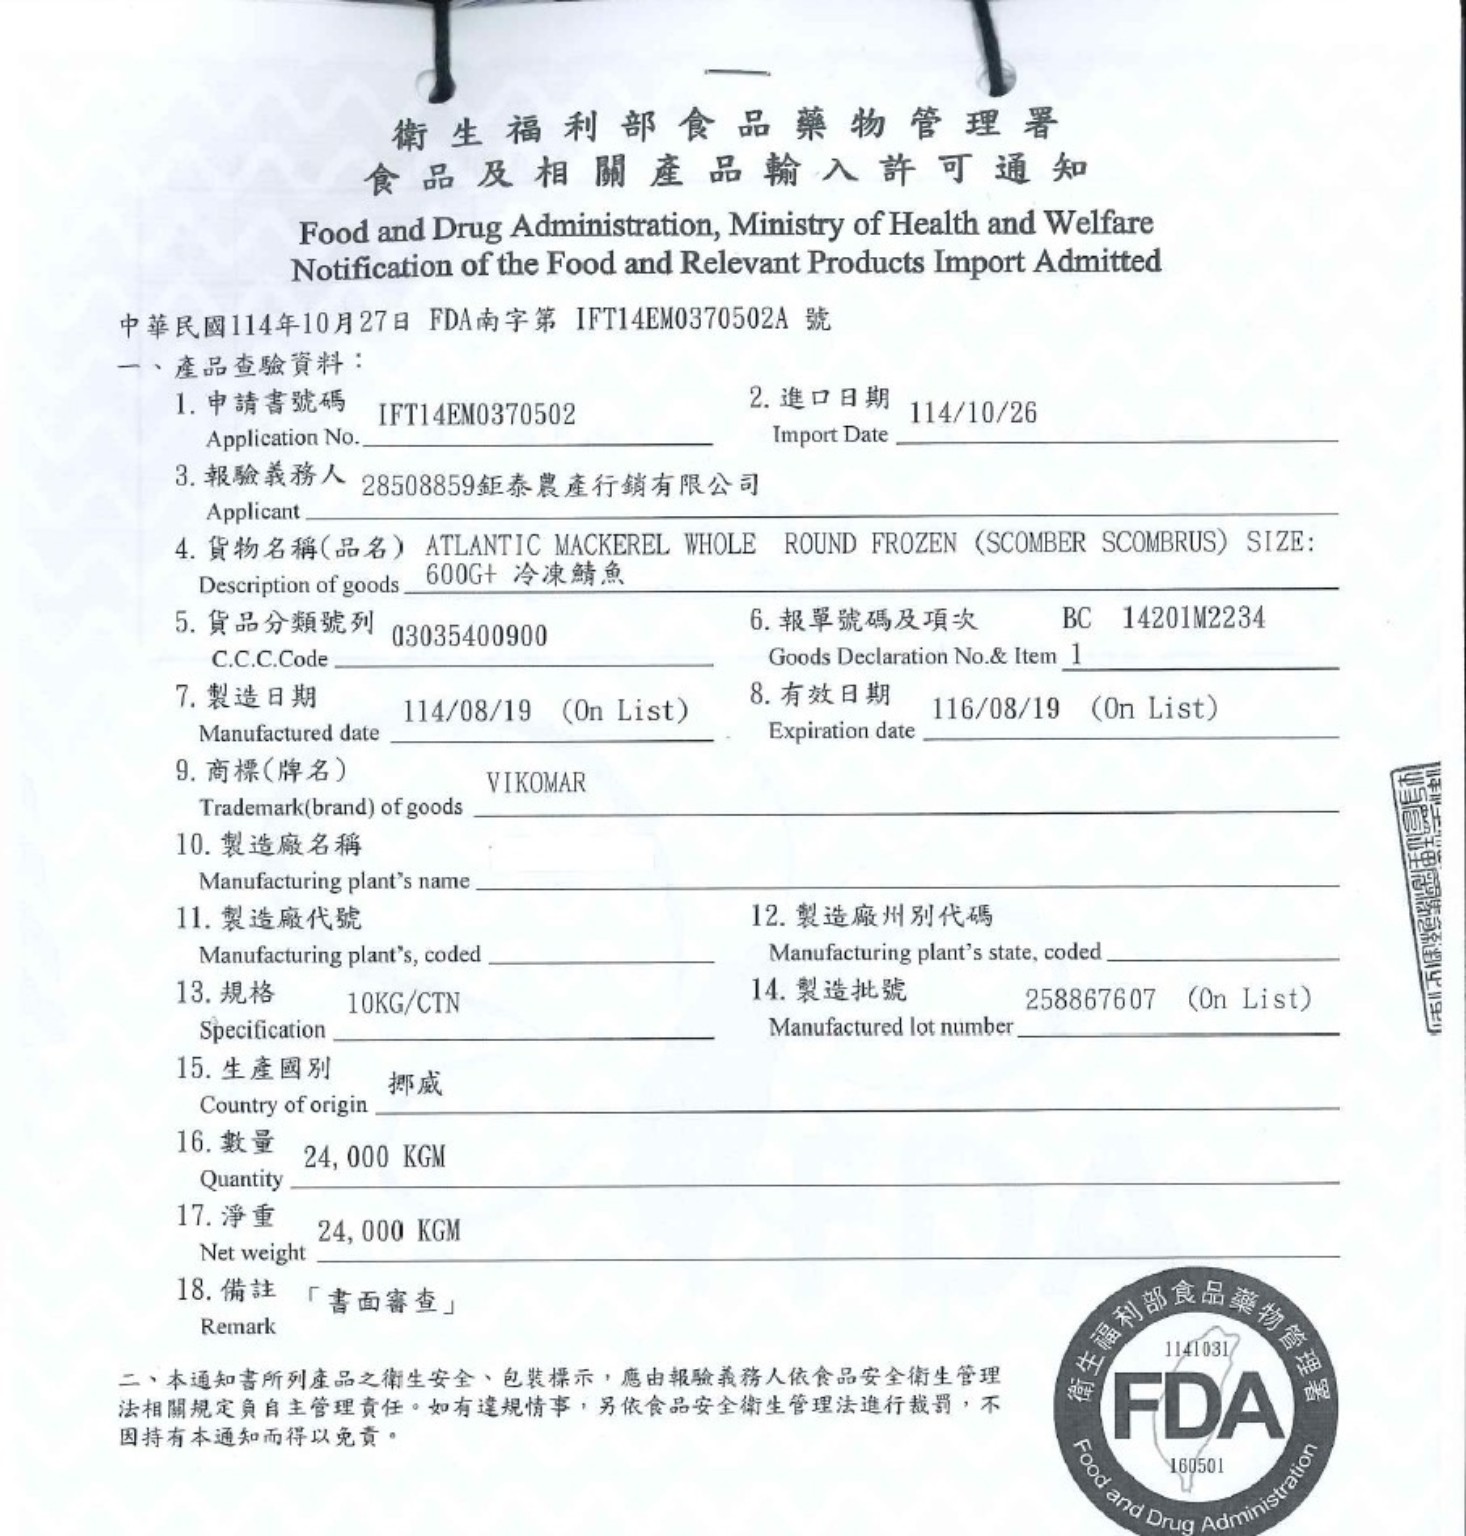 衛生福利部食品藥物管理署
食品及相關產品輸入許可通知
Food and Drug Administration, Ministry of Health and Welfare
Notification of the Food and Relevant Products Import Admitted
中華民國114年10月27日 FDA南字第 IFT14EM0370502A 號
一、產品查驗資料：
1. 申請書號碼 IFT14EM0370502 2. 進口日期 114/10/26
Application No. Import Date
3. 報驗義務人 28508859鉅泰農產行銷有限公司
Applicant
4. 貨物名稱(品名) ATLANTIC MACKEREL WHOLE ROUND FROZEN (SCOMBER SCOMBRUS) SIZE:
Description of goods 600G+ 冷凍鯖魚
5. 貨品分類號列 03035400900 6. 報單號碼及項次 BC 14201M2234
C.C.C.Code Goods Declaration No.& Item 1
7. 製造日期 114/08/19 (On List) 8. 有效日期 116/08/19 (On List)
Manufactured date Expiration date
9. 商標(牌名) VIKOMAR
Trademark(brand) of goods
10. 製造廠名稱
Manufacturing plant's name
11. 製造廠代號 12. 製造廠州別代碼
Manufacturing plant's, coded Manufacturing plant's state, coded
13. 規格 10KG/CTN 14. 製造批號 258867607 (On List)
Specification Manufactured lot number
15. 生產國別 挪威
Country of origin
16. 數量 24,000 KGM
Quantity
17. 淨重 24,000 KGM
Net weight
18. 備註 「書面審查」
Remark
二、本通知書所列產品之衛生安全、包裝標示，應由報驗義務人依食品安全衛生管理
法相關規定負自主管理責任。如有違規情事，另依食品安全衛生管理法進行裁罰，不
因持有本通知而得以免責。
衛生福利部食品藥物管理署
1141031
FDA
160501
Food and Drug Administration